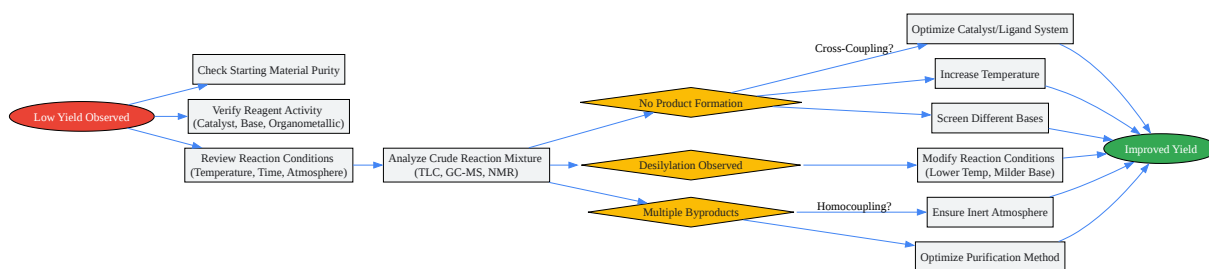 Low Yield Observed
Check Starting Material Purity
Verify Reagent Activity
(Catalyst, Base, Organometallic)
Review Reaction Conditions
(Temperature, Time, Atmosphere)
Analyze Crude Reaction Mixture
(TLC, GC-MS, NMR)
No Product Formation
Desilylation Observed
Multiple Byproducts
Cross-Coupling?
Homocoupling?
Optimize Catalyst/Ligand System
Increase Temperature
Screen Different Bases
Modify Reaction Conditions
(Lower Temp, Milder Base)
Ensure Inert Atmosphere
Optimize Purification Method
Improved Yield